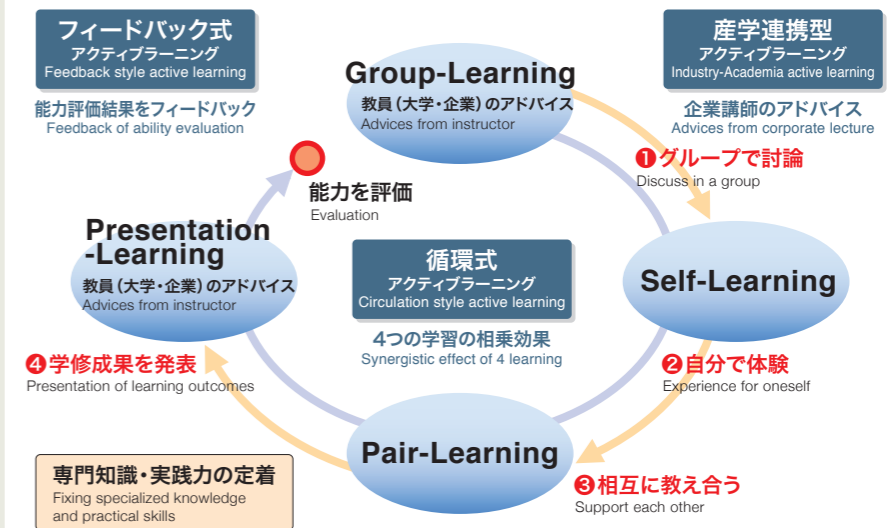 フィードバック式
アクティブラーニング
Feedback style active learning
能力評価結果をフィードバック
Feedback of ability evaluation
Group-Learning
教員(大学・企業)のアドバイス
Advices from instructor
産学連携型
アクティブラーニング
Industry-Academia active learning
企業講師のアドバイス
Advices from corporate lecture
❶グループで討論
Discuss in a group
能力を評価
Evaluation
Presentation
-Learning
教員(大学・企業)のアドバイス
Advices from instructor
循環式
アクティブラーニング
Circulation style active learning
4つの学習の相乗効果
Synergistic effect of 4 learning
Self-Learning
❷自分で体験
Experience for oneself
❹学修成果を発表
Presentation of learning outcomes
Pair-Learning
❸相互に教え合う
Support each other
専門知識・実践力の定着
Fixing specialized knowledge
and practical skills